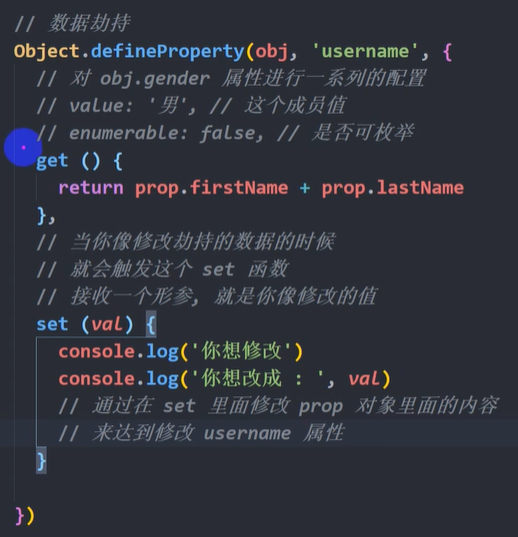 // 数据劫持
Object.defineProperty(obj, 'username', {
// 对 obj.gender 属性进行一系列的配置
// value: '男', // 这个成员值
// enumerable: false, // 是否可枚举
get () {
return prop.firstName + prop.lastName
},
// 当你像修改劫持的数据的时候
// 就会触发这个 set 函数
// 接收一个形参, 就是你像修改的值
set (val) {
console.log('你想修改')
console.log('你想改成 : ', val)
// 通过在 set 里面修改 prop 对象里面的内容
// 来达到修改 username 属性
}
})